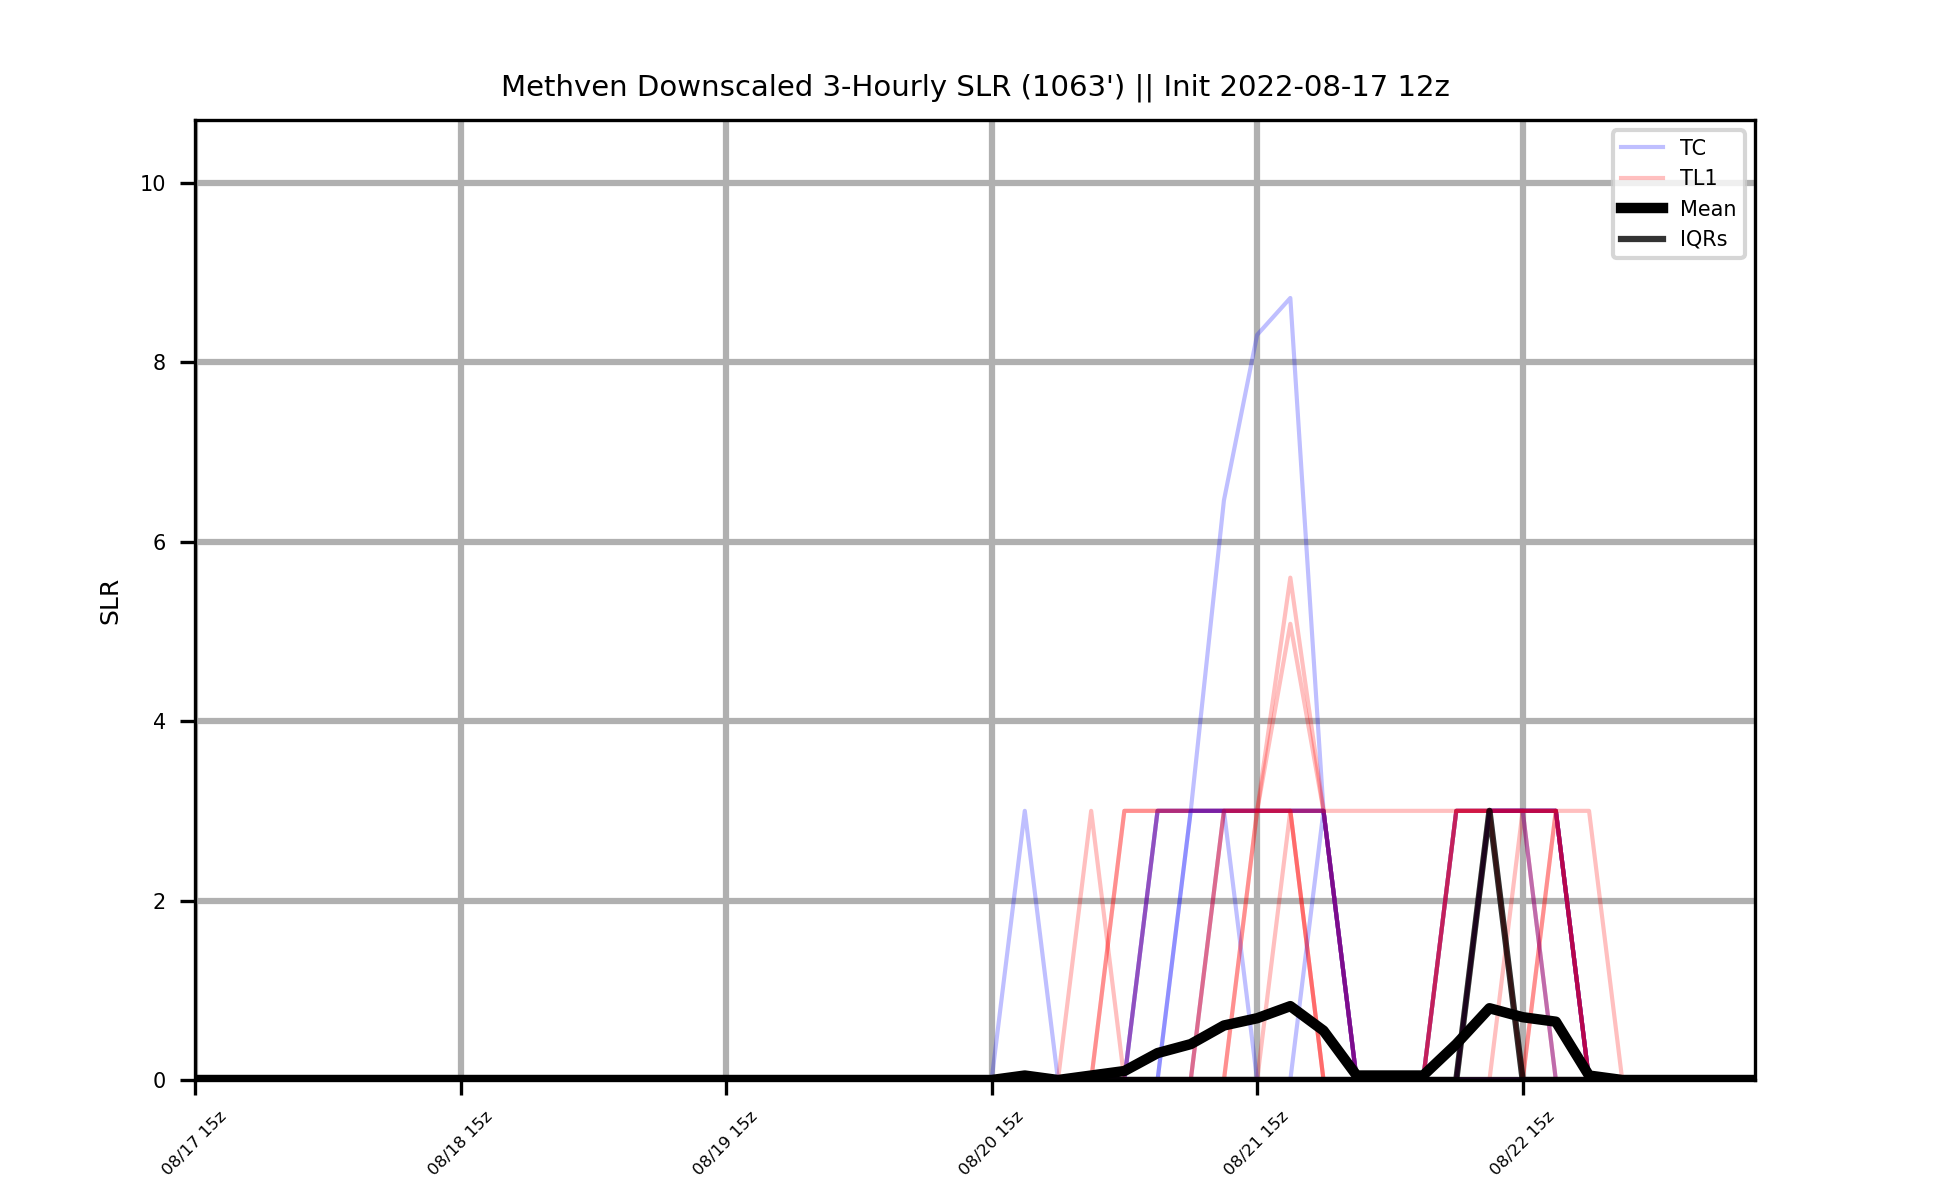 Methven Downscaled 3-Hourly SLR (1063') || Init 2022-08-17 12z
TC
TL1
Mean
IQRs
10
8
6
4
2
0
SLR
08/17 15z
08/18 15z
08/19 15z
08/20 15z
08/21 15z
08/22 15z